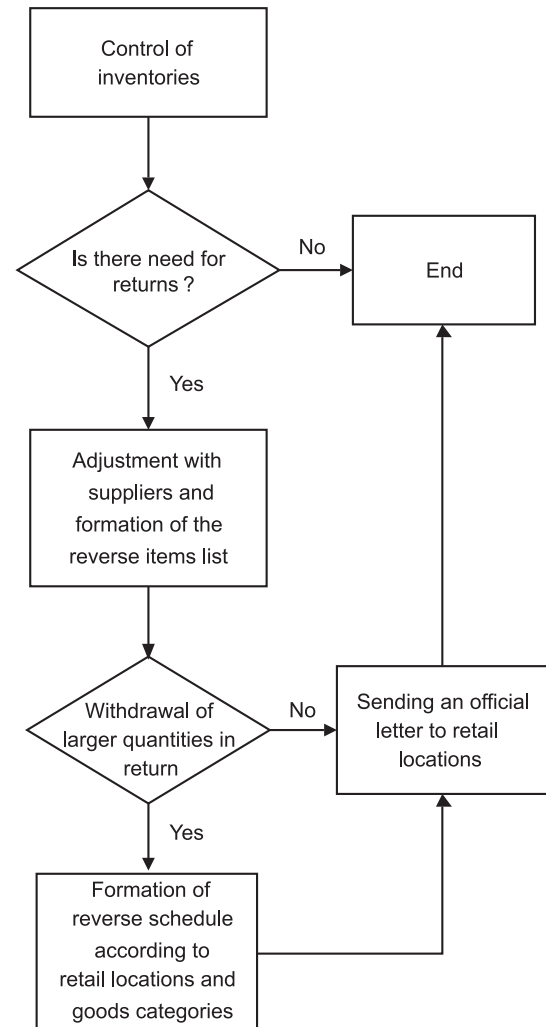 Control of
inventories
Is there need for
returns ?
No
End
Yes
Adjustment with
suppliers and
formation of the
reverse items list
Withdrawal of
larger quantities in
return
No
Sending an official
letter to retail
locations
Yes
Formation of
reverse schedule
according to
retail locations and
goods categories